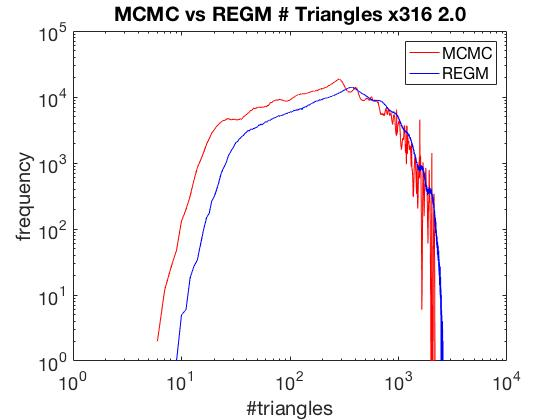 MCMC vs REGM # Triangles x316 2.0
10^5
10^4
10^3
10^2
10^1
10^0
frequency
10^0 10^1 10^2 10^3 10^4
#triangles
MCMC
REGM